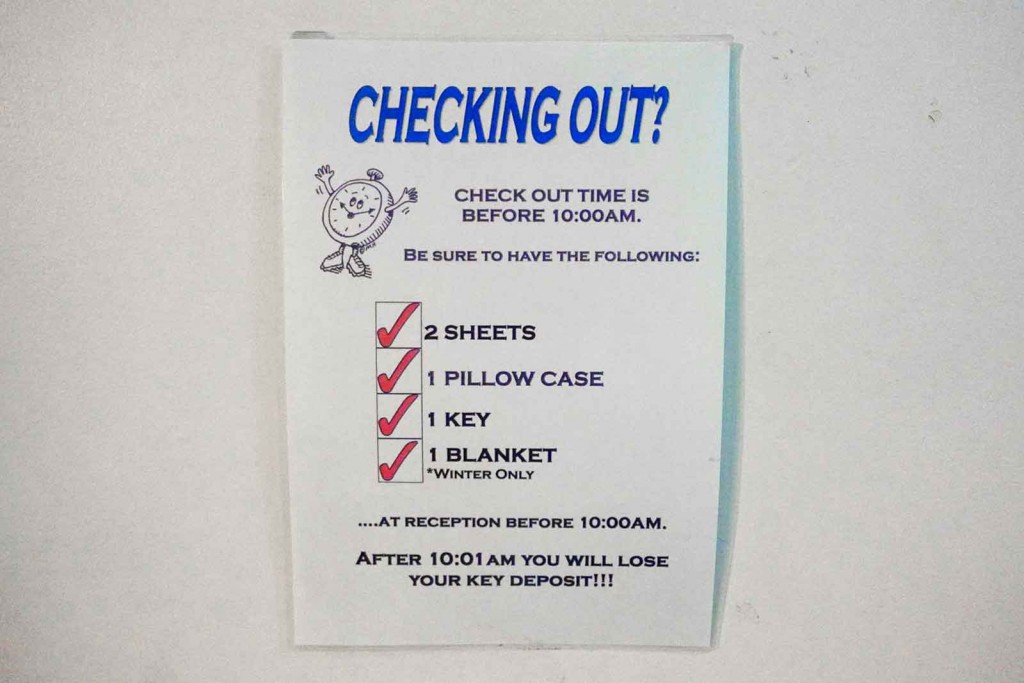 CHECKING OUT?
CHECK OUT TIME IS
BEFORE 10:00AM.
BE SURE TO HAVE THE FOLLOWING:
2 SHEETS
1 PILLOW CASE
1 KEY
1 BLANKET
*WINTER ONLY
....AT RECEPTION BEFORE 10:00AM.
AFTER 10:01AM YOU WILL LOSE
YOUR KEY DEPOSIT!!!